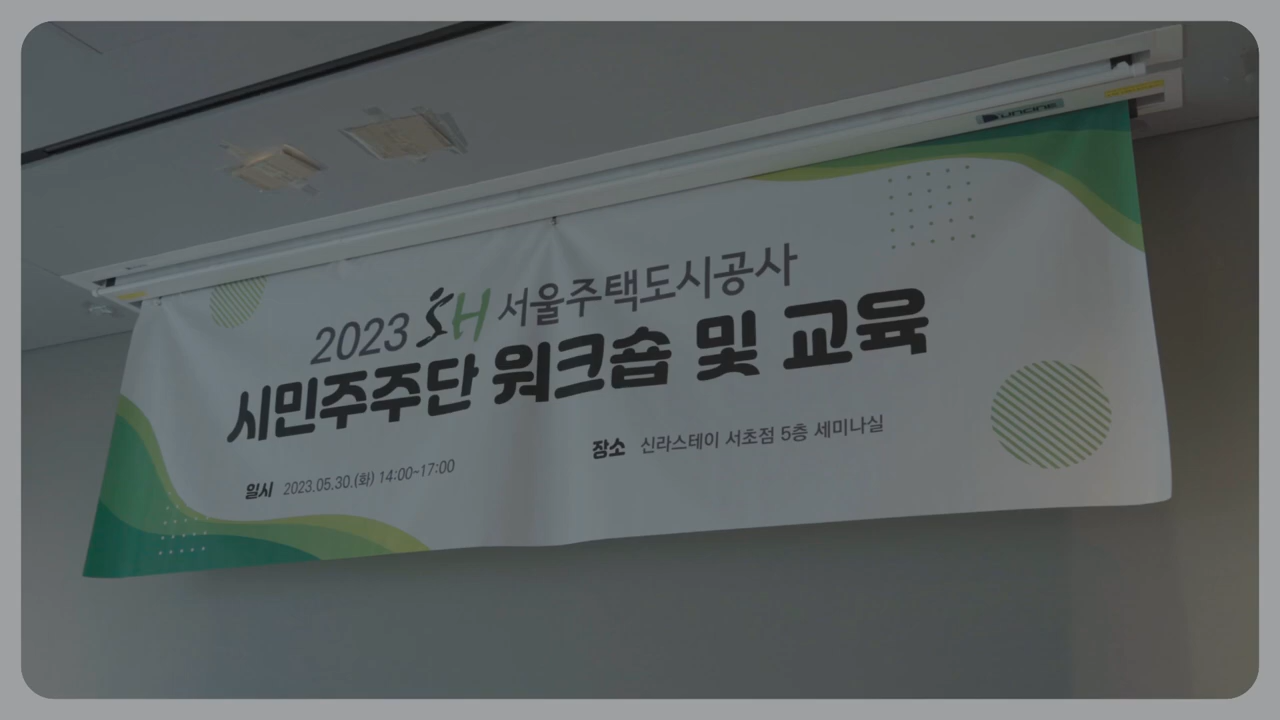 2023 SH 서울주택도시공사
시민주주단 워크숍 및 교육
일시 2023.05.30.(화) 14:00~17:00
장소 신라스테이 서초점 5층 세미나실